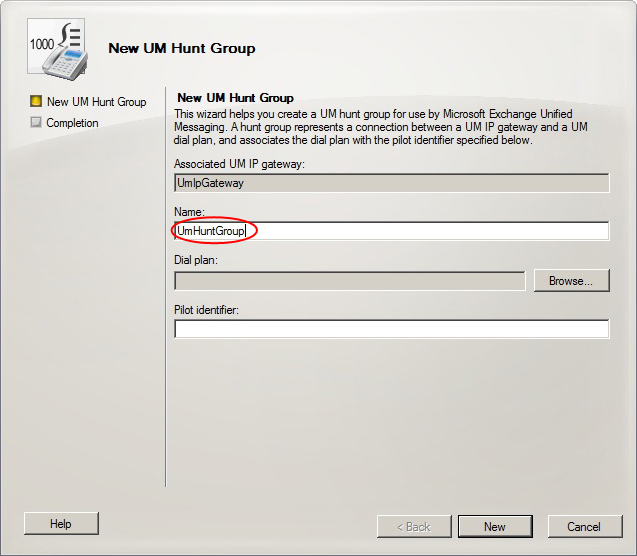 1000
New UM Hunt Group
New UM Hunt Group
Completion
New UM Hunt Group
This wizard helps you create a UM hunt group for use by Microsoft Exchange Unified
Messaging. A hunt group represents a connection between a UM IP gateway and a UM
dial plan, and associates the dial plan with the pilot identifier specified below.
Associated UM IP gateway:
UmIpGateway
Name:
UmHuntGroup
Dial plan:
Browse...
Pilot identifier:
Help
< Back
New
Cancel